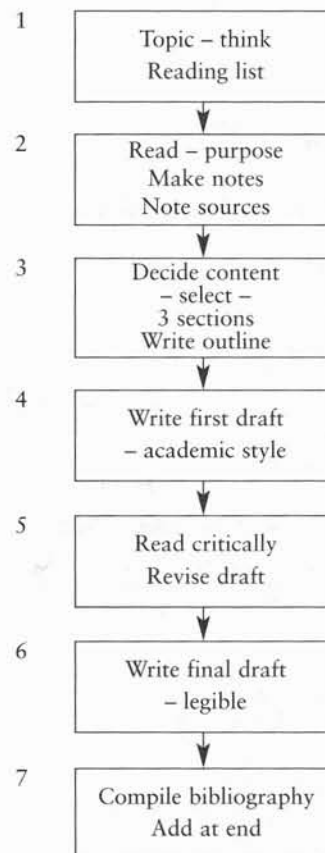 1
Topic – think
Reading list
2
Read – purpose
Make notes
Note sources
3
Decide content
– select –
3 sections
Write outline
4
Write first draft
– academic style
5
Read critically
Revise draft
6
Write final draft
– legible
7
Compile bibliography
Add at end